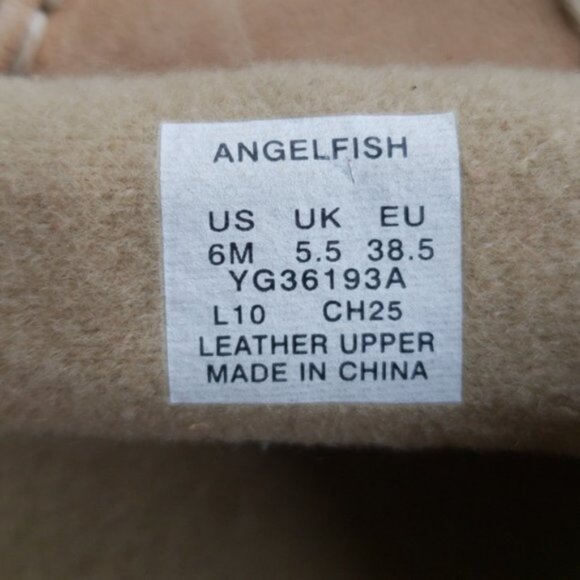 ANGELFISH
US UK EU
6M 5.5 38.5
YG36193A
L10 CH25
LEATHER UPPER
MADE IN CHINA